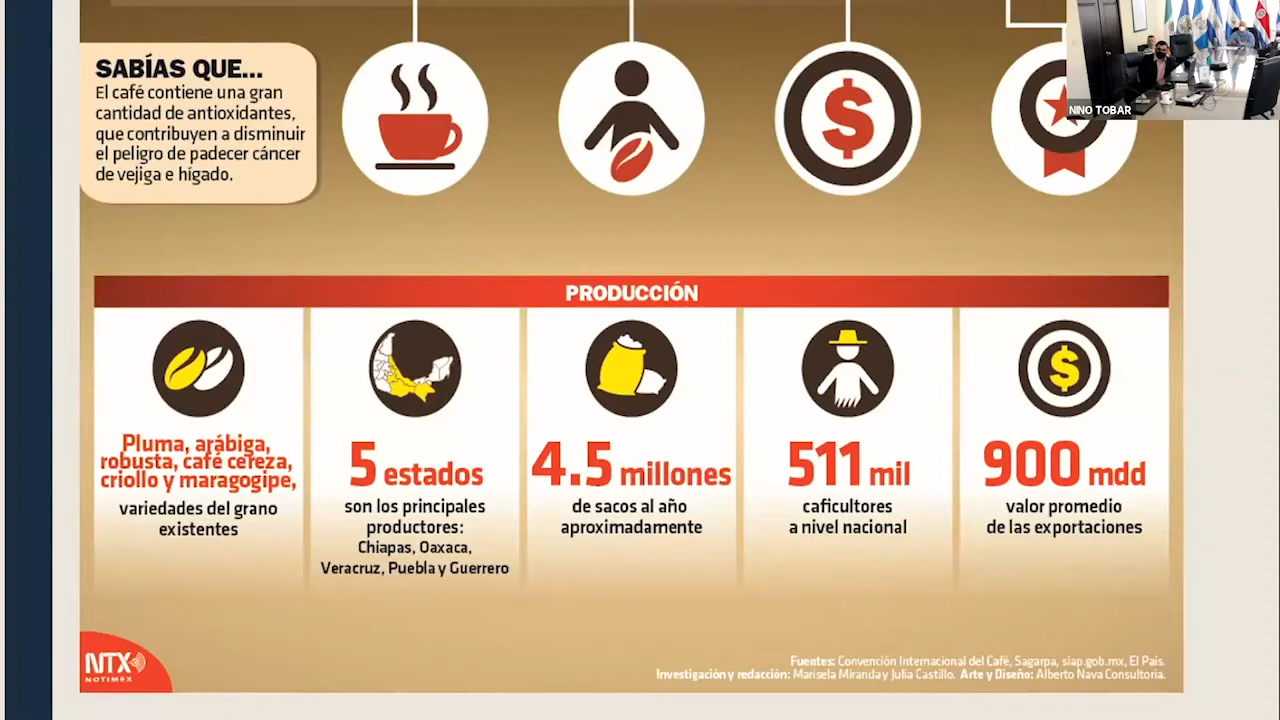 SABÍAS QUE...
El café contiene una gran
cantidad de antioxidantes,
que contribuyen a disminuir
el peligro de padecer cáncer
de vejiga e hígado.
$
NINO TOBAR
PRODUCCIÓN
Pluma, arábiga,
robusta, café cereza,
criollo y maragogipe,
variedades del grano
existentes
5 estados
son los principales
productores:
Chiapas, Oaxaca,
Veracruz, Puebla y Guerrero
4.5 millones
de sacos al año
aproximadamente
511 mil
caficultores
a nivel nacional
$
900 mdd
valor promedio
de las exportaciones
NTX
NOTIMEX
Fuentes: Convención Internacional del Café, Sagarpa, siap.gob.mx, El País.
Investigación y redacción: Marisela Miranda y Julia Castillo. Arte y Diseño: Alberto Nava Consultoria.